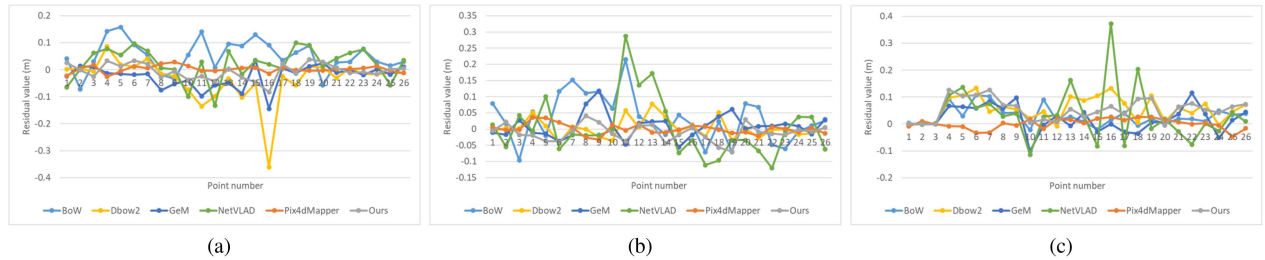 0.2
0.1
0
-0.1
-0.2
-0.3
-0.4
Residual value (m)
1 2 3 4 5 6 7 8 9 10 11 12 13 14 15 16 17 18 19 20 21 22 23 24 25 26
Point number
BoW Dbow2 GeM NetVLAD Pix4dMapper Ours
(a)
0.35
0.3
0.25
0.2
0.15
0.1
0.05
0
-0.05
-0.1
-0.15
Residual value (m)
1 2 3 4 5 6 7 8 9 10 11 12 13 14 15 16 17 18 19 20 21 22 23 24 25 26
Point number
BoW Dbow2 GeM NetVLAD Pix4dMapper Ours
(b)
0.4
0.3
0.2
0.1
0
-0.1
-0.2
Residual value (m)
1 2 3 4 5 6 7 8 9 10 11 12 13 14 15 16 17 18 19 20 21 22 23 24 25 26
Point number
BoW Dbow2 GeM NetVLAD Pix4dMapper Ours
(c)